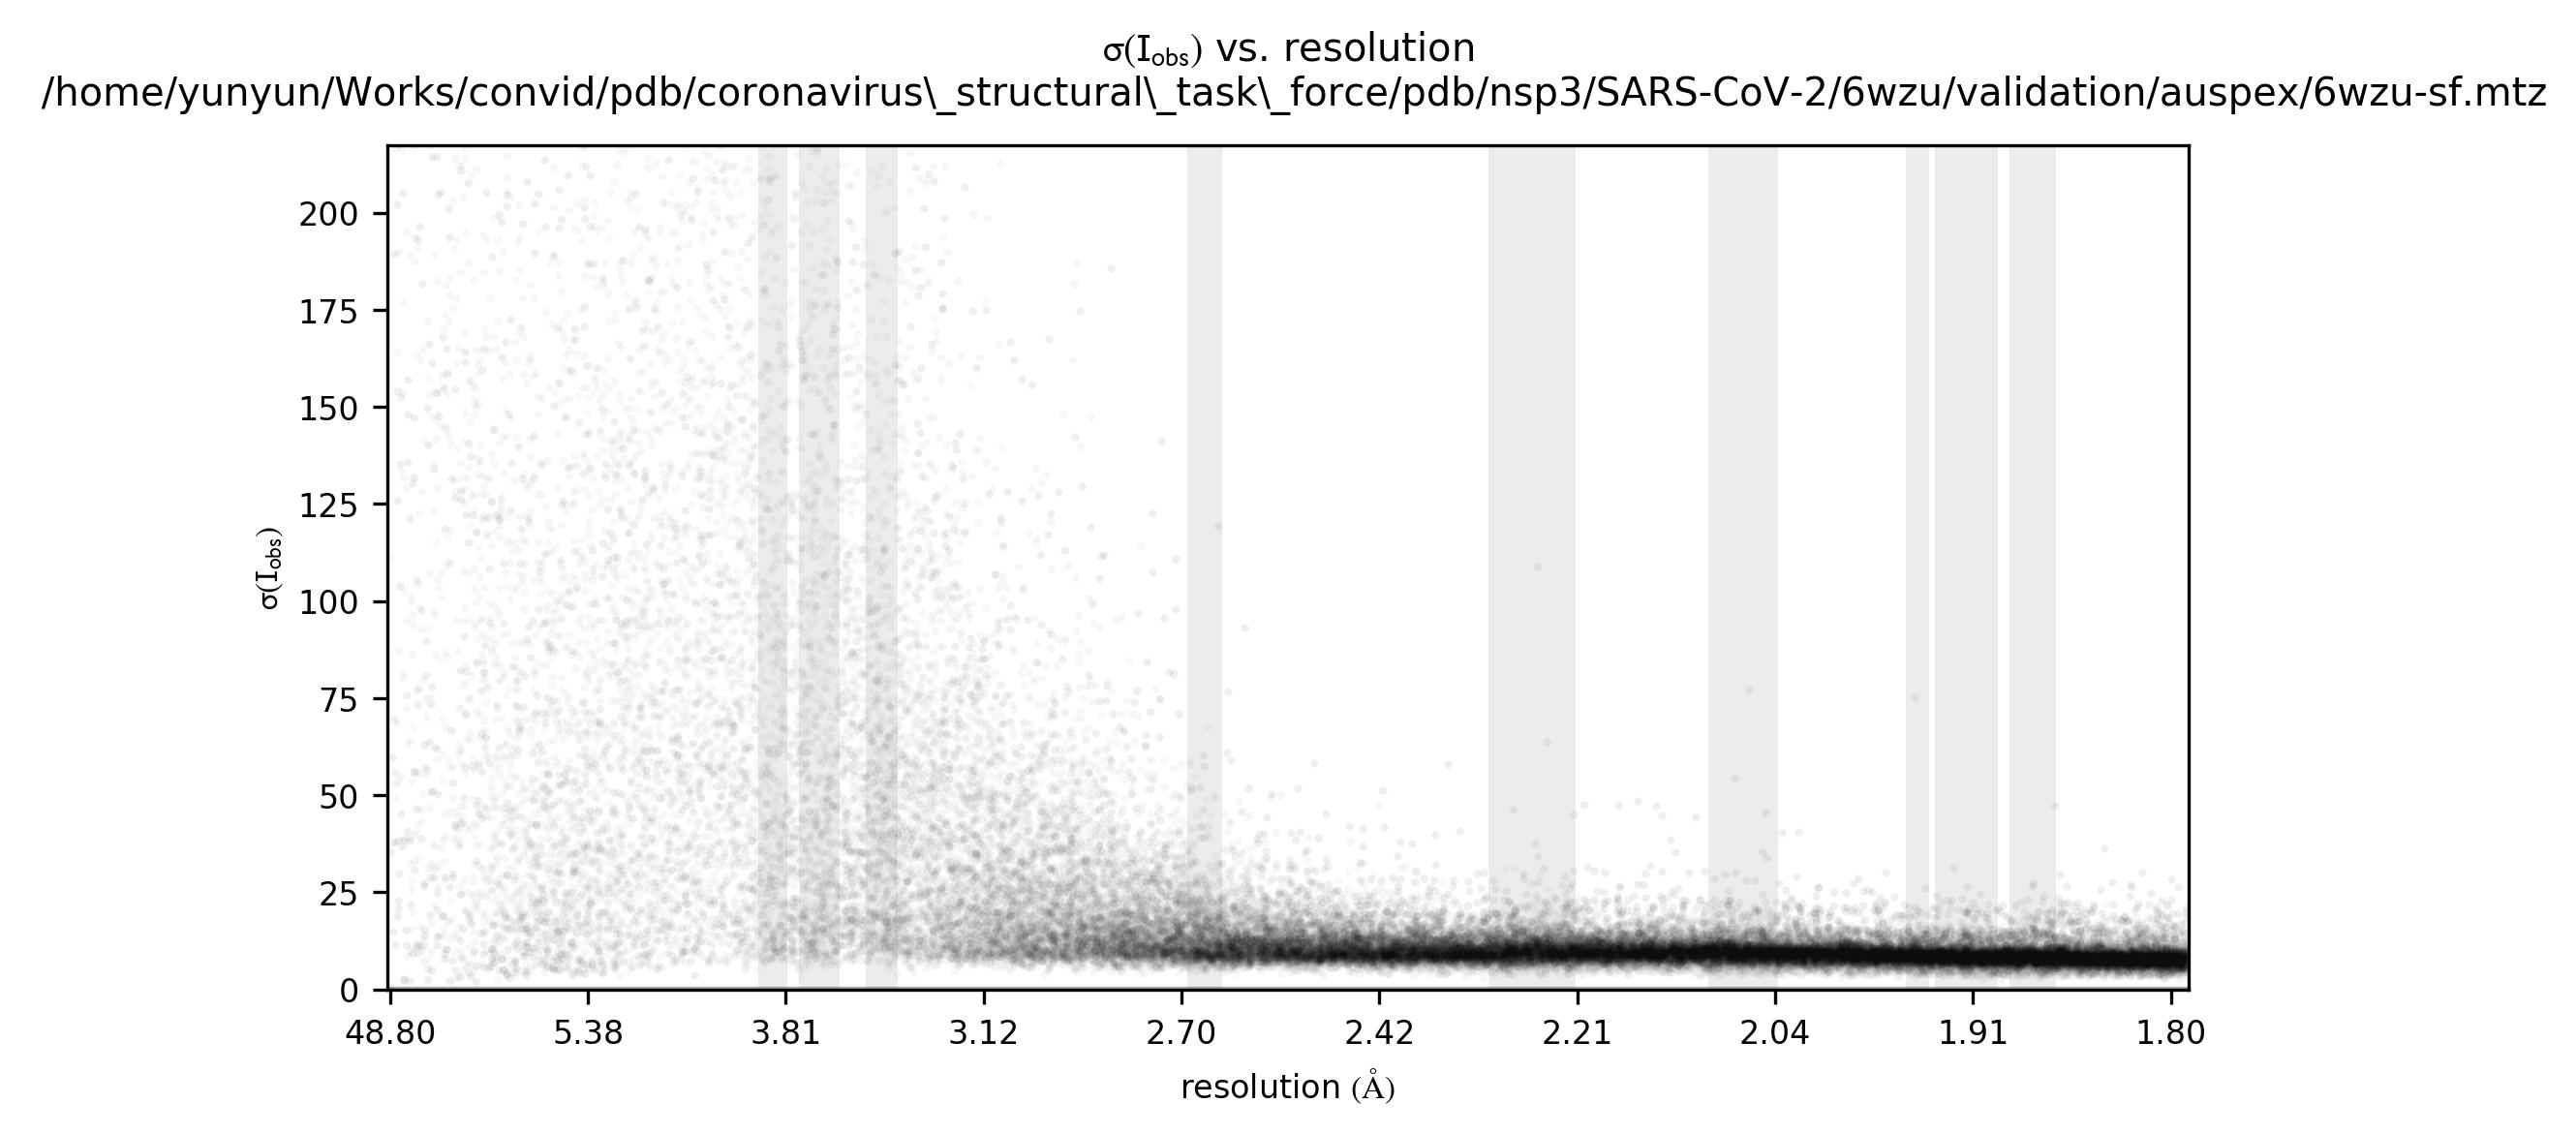 σ(Iobs) vs. resolution
/home/yunyun/Works/convid/pdb/coronavirus\_structural\_task\_force/pdb/nsp3/SARS-CoV-2/6wzu/validation/auspex/6wzu-sf.mtz
σ(Iobs)
200
175
150
125
100
75
50
25
0
48.80 5.38 3.81 3.12 2.70 2.42 2.21 2.04 1.91 1.80
resolution (Å)